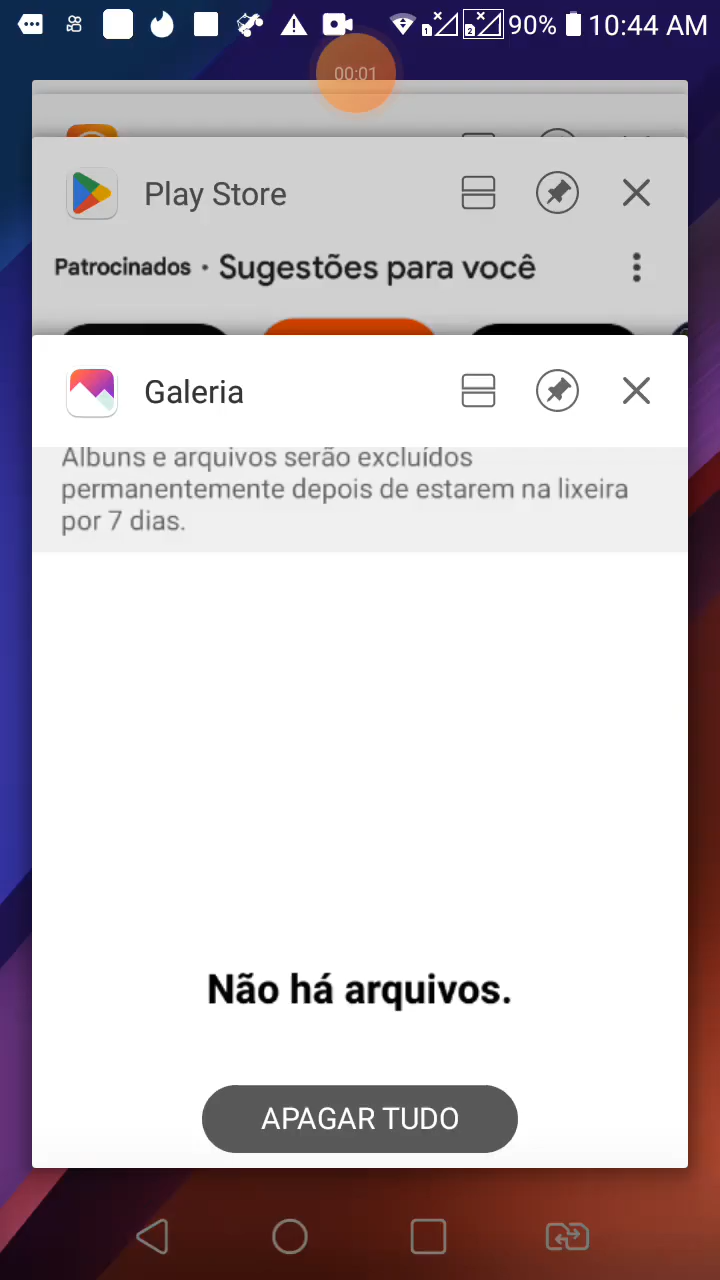 90% 10:44 AM
00:01
Play Store
Patrocinados • Sugestões para você
Galeria
Albuns e arquivos serão excluídos
permanentemente depois de estarem na lixeira
por 7 dias.
Não há arquivos.
APAGAR TUDO